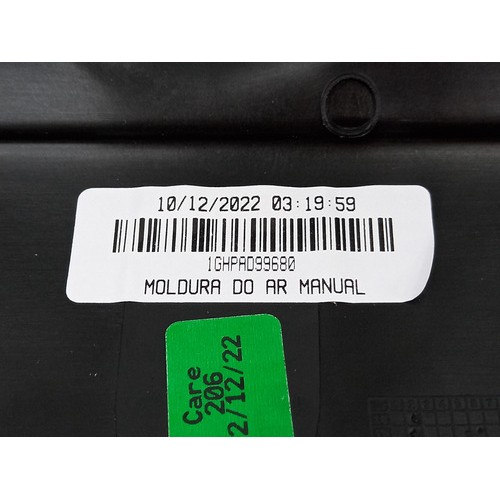 10/12/2022 03:19:59
1GHPAD99680
MOLDURA DO AR MANUAL
Care
206
2/12/22